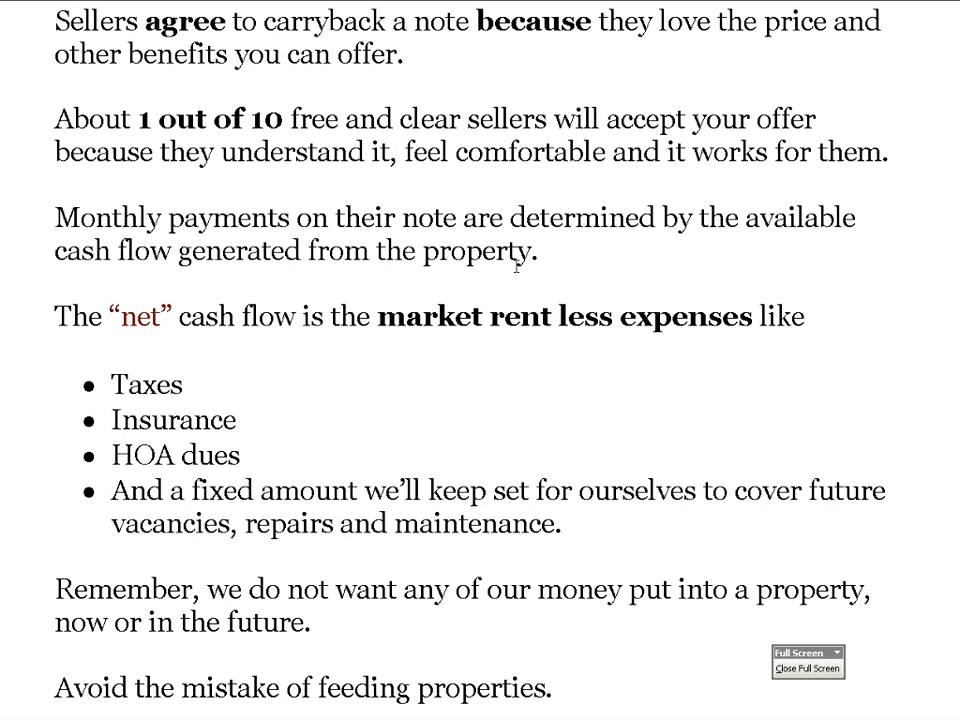 Sellers agree to carryback a note because they love the price and
other benefits you can offer.
About 1 out of 10 free and clear sellers will accept your offer
because they understand it, feel comfortable and it works for them.
Monthly payments on their note are determined by the available
cash flow generated from the property.
The “net” cash flow is the market rent less expenses like
• Taxes
• Insurance
• HOA dues
• And a fixed amount we’ll keep set for ourselves to cover future
vacancies, repairs and maintenance.
Remember, we do not want any of our money put into a property,
now or in the future.
Full Screen
Close Full Screen
Avoid the mistake of feeding properties.